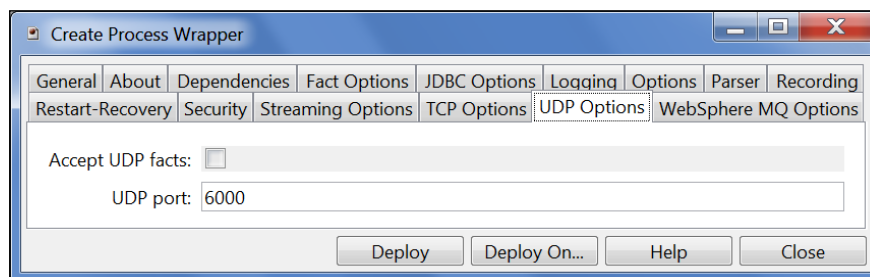 Create Process Wrapper
General About Dependencies Fact Options JDBC Options Logging Options Parser Recording
Restart-Recovery Security Streaming Options TCP Options UDP Options WebSphere MQ Options
Accept UDP facts:
UDP port: 6000
Deploy Deploy On... Help Close